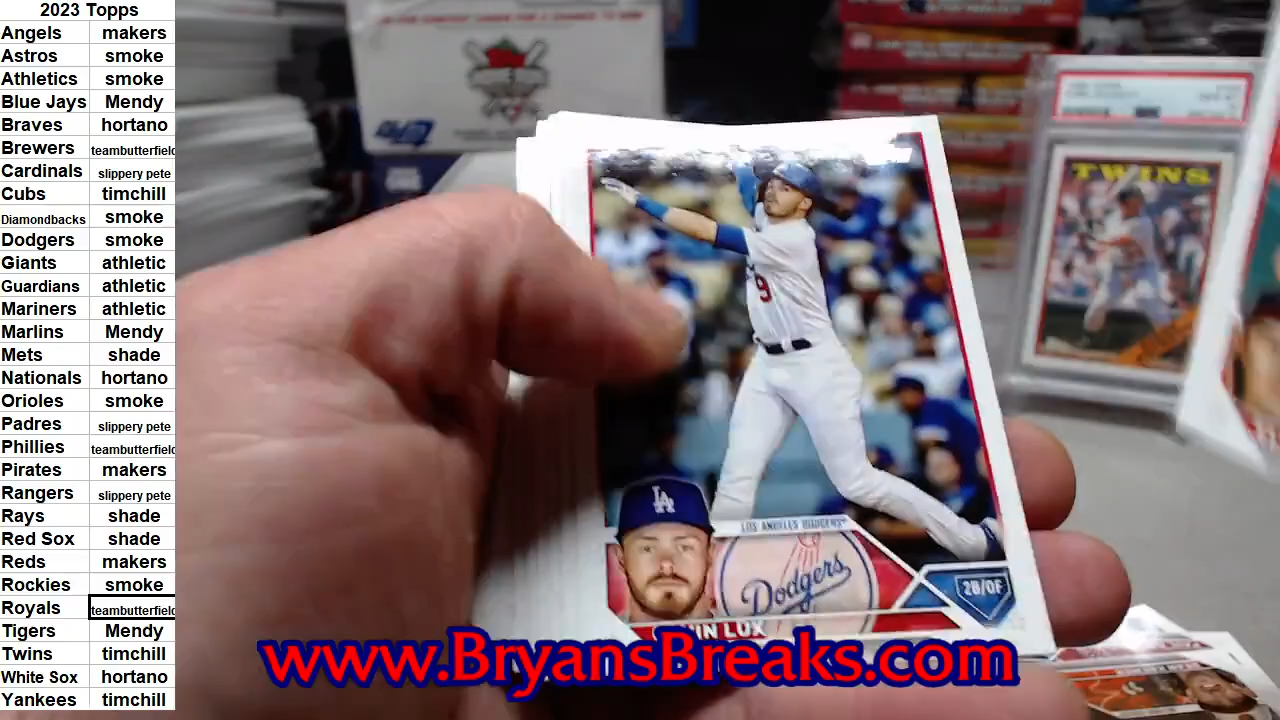 2023 Topps
Angels makers
Astros smoke
Athletics smoke
Blue Jays Mendy
Braves hortano
Brewers teambutterfield
Cardinals slippery pete
Cubs timchill
Diamondbacks smoke
Dodgers smoke
Giants athletic
Guardians athletic
Mariners athletic
Marlins Mendy
Mets shade
Nationals hortano
Orioles smoke
Padres slippery pete
Phillies teambutterfield
Pirates makers
Rangers slippery pete
Rays shade
Red Sox shade
Reds makers
Rockies smoke
Royals teambutterfield
Tigers Mendy
Twins timchill
White Sox hortano
Yankees timchill
TWINS
9
LA
LOS ANGELES DODGERS
Dodgers
2B/OF
LUX
www.BryansBreaks.com